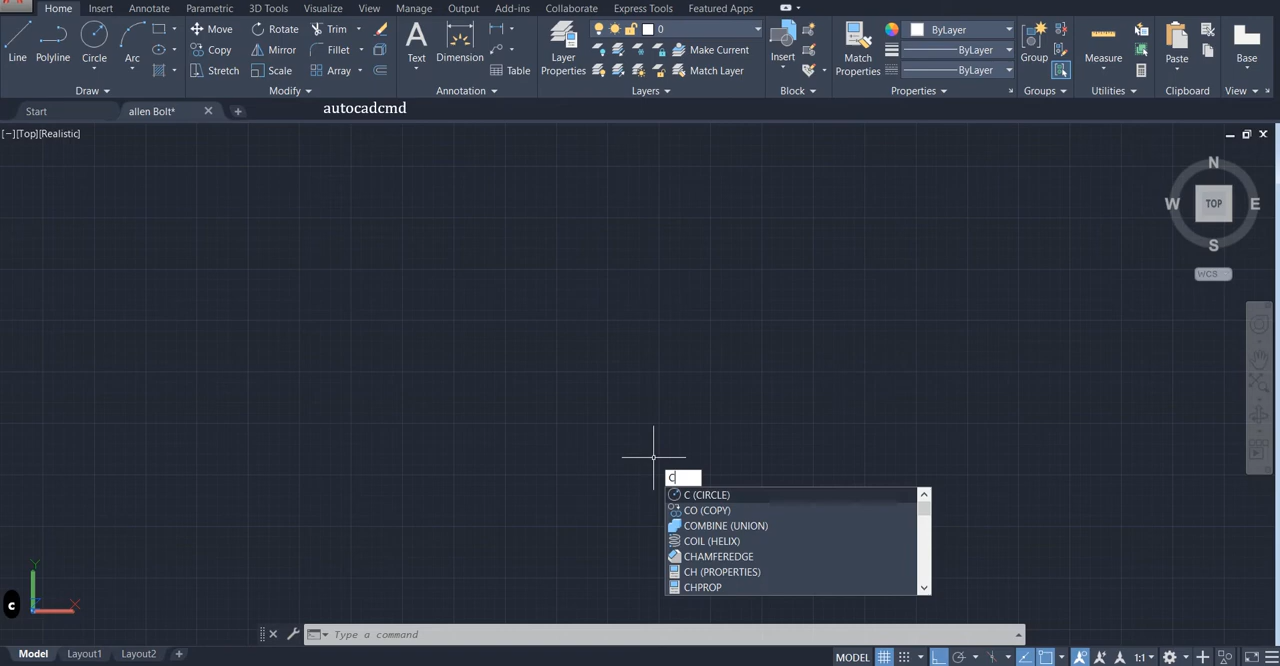 Home Insert Annotate Parametric 3D Tools Visualize View Manage Output Add-ins Collaborate Express Tools Featured Apps
Line Polyline Circle Arc
Draw
Move Rotate Trim
Copy Mirror Fillet
Stretch Scale Array
Modify
Text Dimension Table
Annotation
Layer Properties
0
Make Current
Match Layer
Layers
Insert
Block
Match Properties
ByLayer
ByLayer
ByLayer
Properties
Group
Groups
Measure
Utilities
Paste
Clipboard
Base
View
Start allen Bolt*
autocadcmd
[−][Top][Realistic]
N
W TOP E
S
WCS
C
C (CIRCLE)
CO (COPY)
COMBINE (UNION)
COIL (HELIX)
CHAMFEREDGE
CH (PROPERTIES)
CHPROP
Y
X
c
Type a command
Model Layout1 Layout2
MODEL 1:1